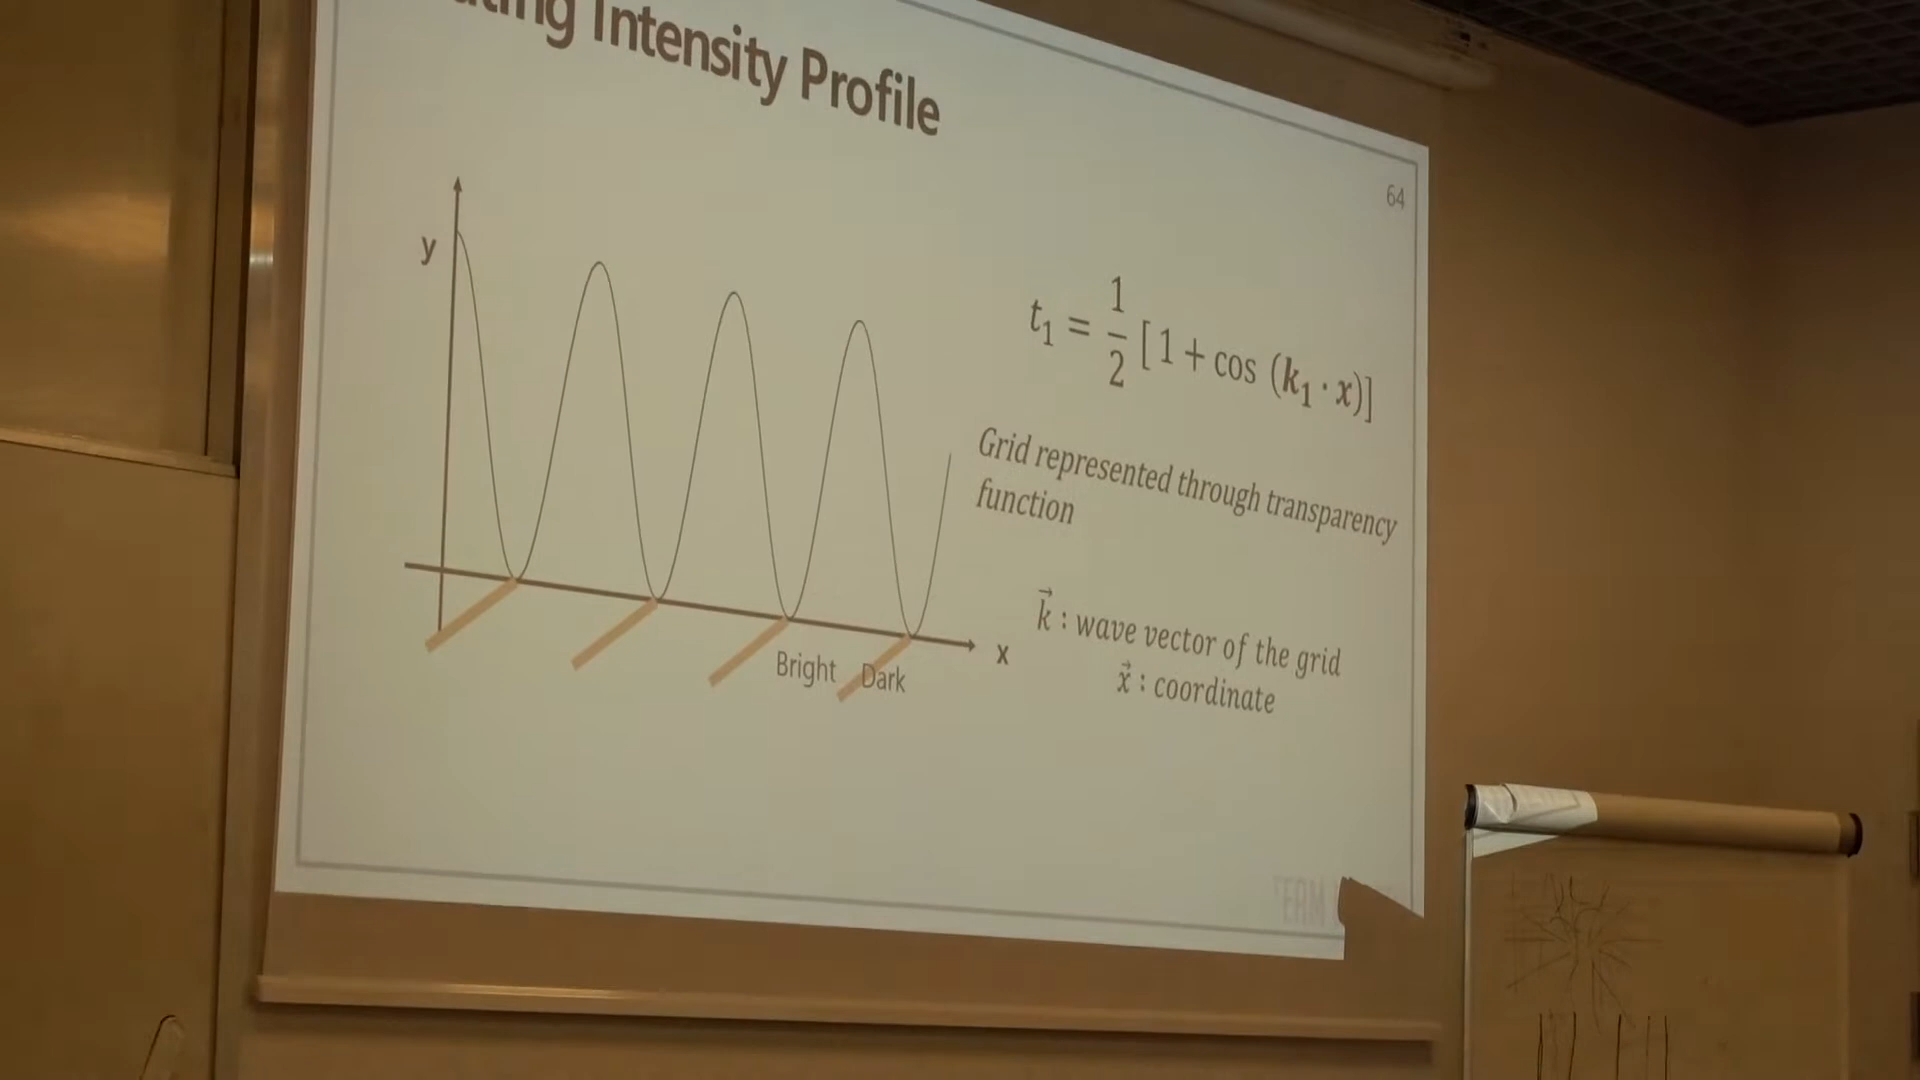 Intensity Profile
64
y
t₁ = 1/2 [1 + cos (k₁ · x)]
Grid represented through transparency
function
k⃗ : wave vector of the grid
x⃗ : coordinate
x
Bright Dark